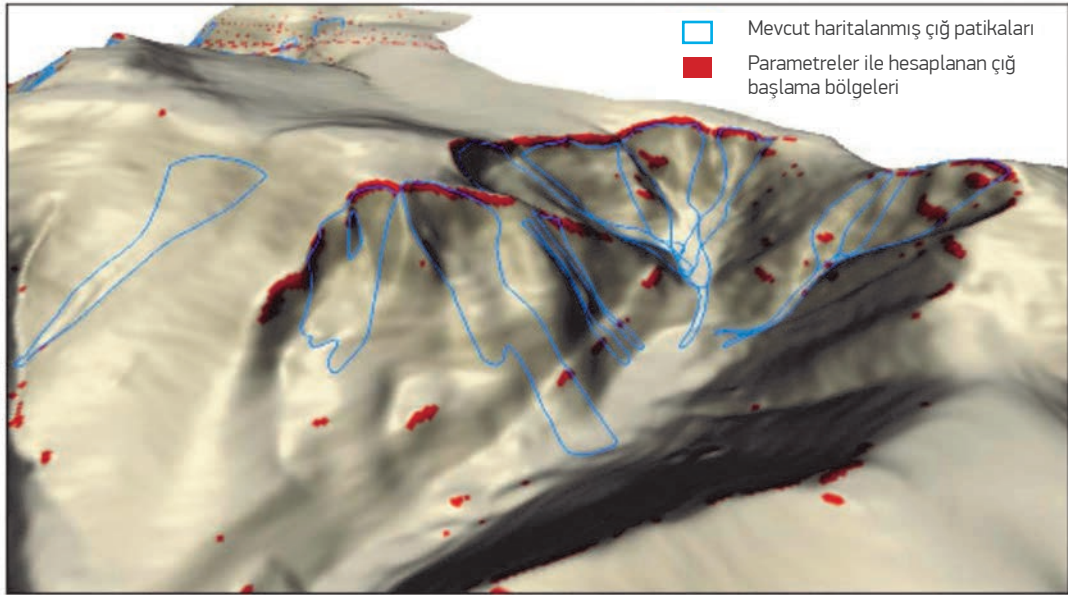 Mevcut haritalanmış çığ patikaları
Parametreler ile hesaplanan çığ
başlama bölgeleri